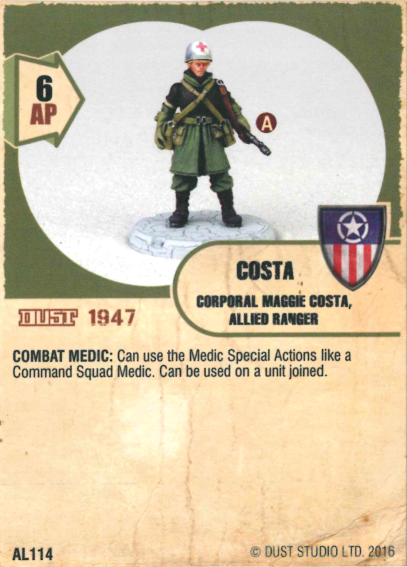 6
AP
A
COSTA
CORPORAL MAGGIE COSTA,
ALLIED RANGER
DUST 1947
COMBAT MEDIC: Can use the Medic Special Actions like a
Command Squad Medic. Can be used on a unit joined.
AL114
© DUST STUDIO LTD. 2016